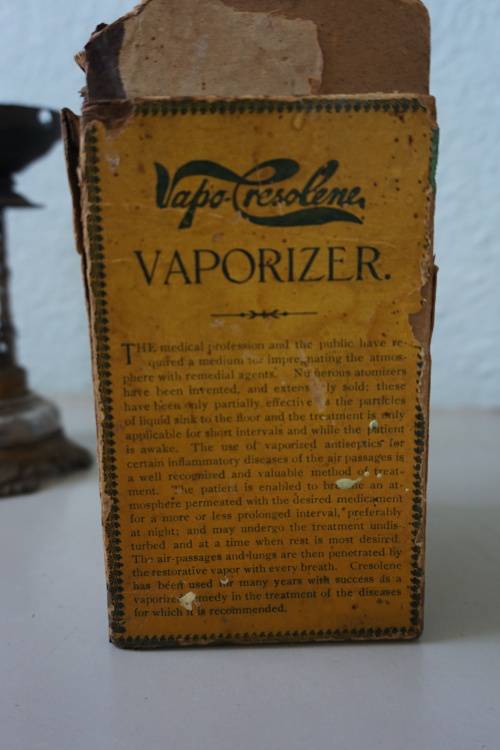 Vapo-Cresolene
VAPORIZER.
THE medical profession and the public have re-
quired a medium for impregnating the atmos-
phere with remedial agents. Numerous atomizers
have been invented, and extensively sold; these
have been only partially effective as the particles
of liquid sink to the floor and the treatment is only
applicable for short intervals and while the patient
is awake. The use of vaporized antiseptics for
certain inflammatory diseases of the air passages is
a well recognized and valuable method of treat-
ment. The patient is enabled to breathe an at-
mosphere permeated with the desired medicament
for a more or less prolonged interval, preferably
at night; and may undergo the treatment undis-
turbed and at a time when rest is most desired.
The air-passages and lungs are then penetrated by
the restorative vapor with every breath. Cresolene
has been used for many years with success as a
vaporized remedy in the treatment of the diseases
for which it is recommended.